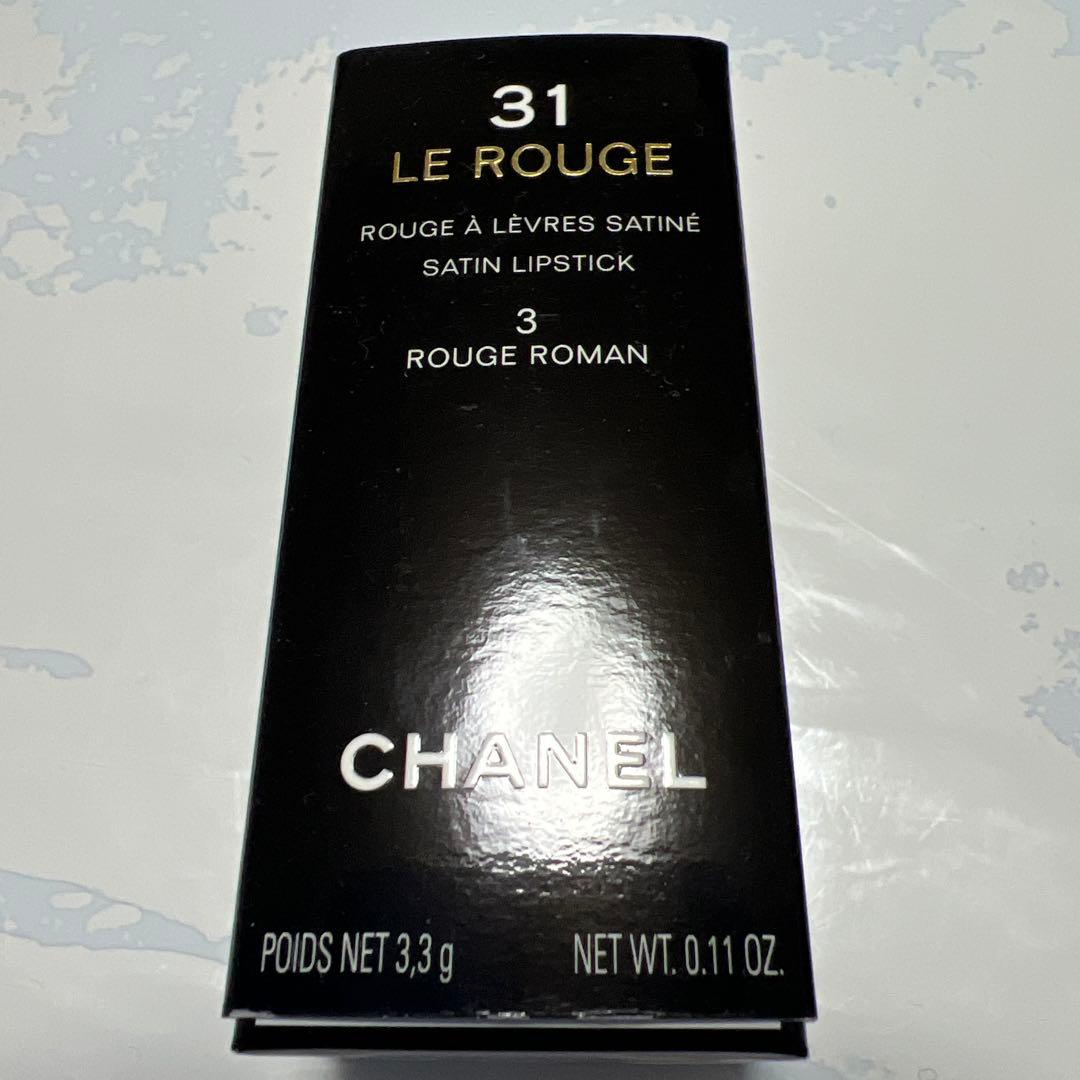 31
LE ROUGE
ROUGE À LÈVRES SATINÉ
SATIN LIPSTICK
3
ROUGE ROMAN
CHANEL
POIDS NET 3,3 g NET WT. 0.11 OZ.